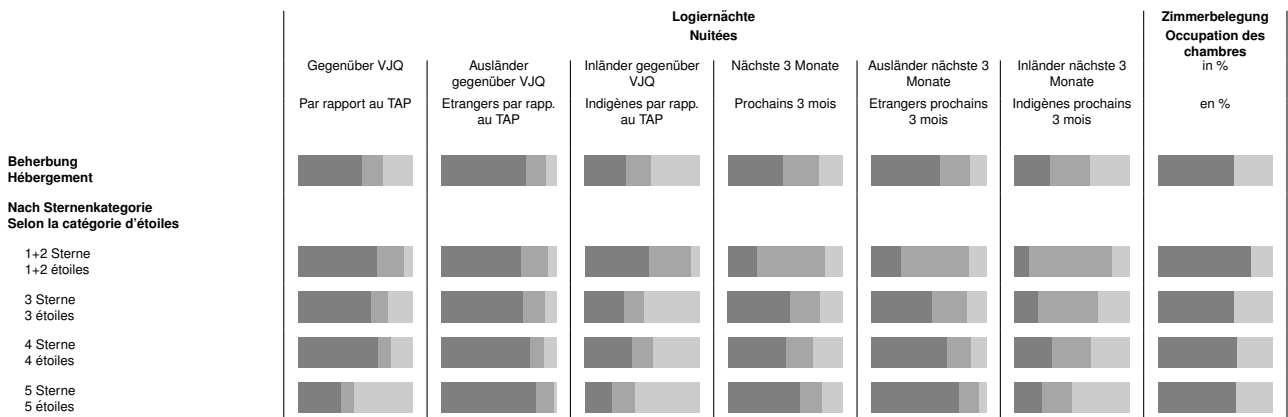 Logiernächte
Nuitées
Zimmerbelegung
Occupation des
chambres
Gegenüber VJQ
Ausländer
gegenüber VJQ
Inländer gegenüber
VJQ
Nächste 3 Monate
Ausländer nächste 3
Monate
Inländer nächste 3
Monate
in %
Par rapport au TAP
Etrangers par rapp.
au TAP
Indigènes par rapp.
au TAP
Prochains 3 mois
Etrangers prochains
3 mois
Indigènes prochains
3 mois
en %
Beherbung
Hébergement
Nach Sternenkategorie
Selon la catégorie d'étoiles
1+2 Sterne
1+2 étoiles
3 Sterne
3 étoiles
4 Sterne
4 étoiles
5 Sterne
5 étoiles